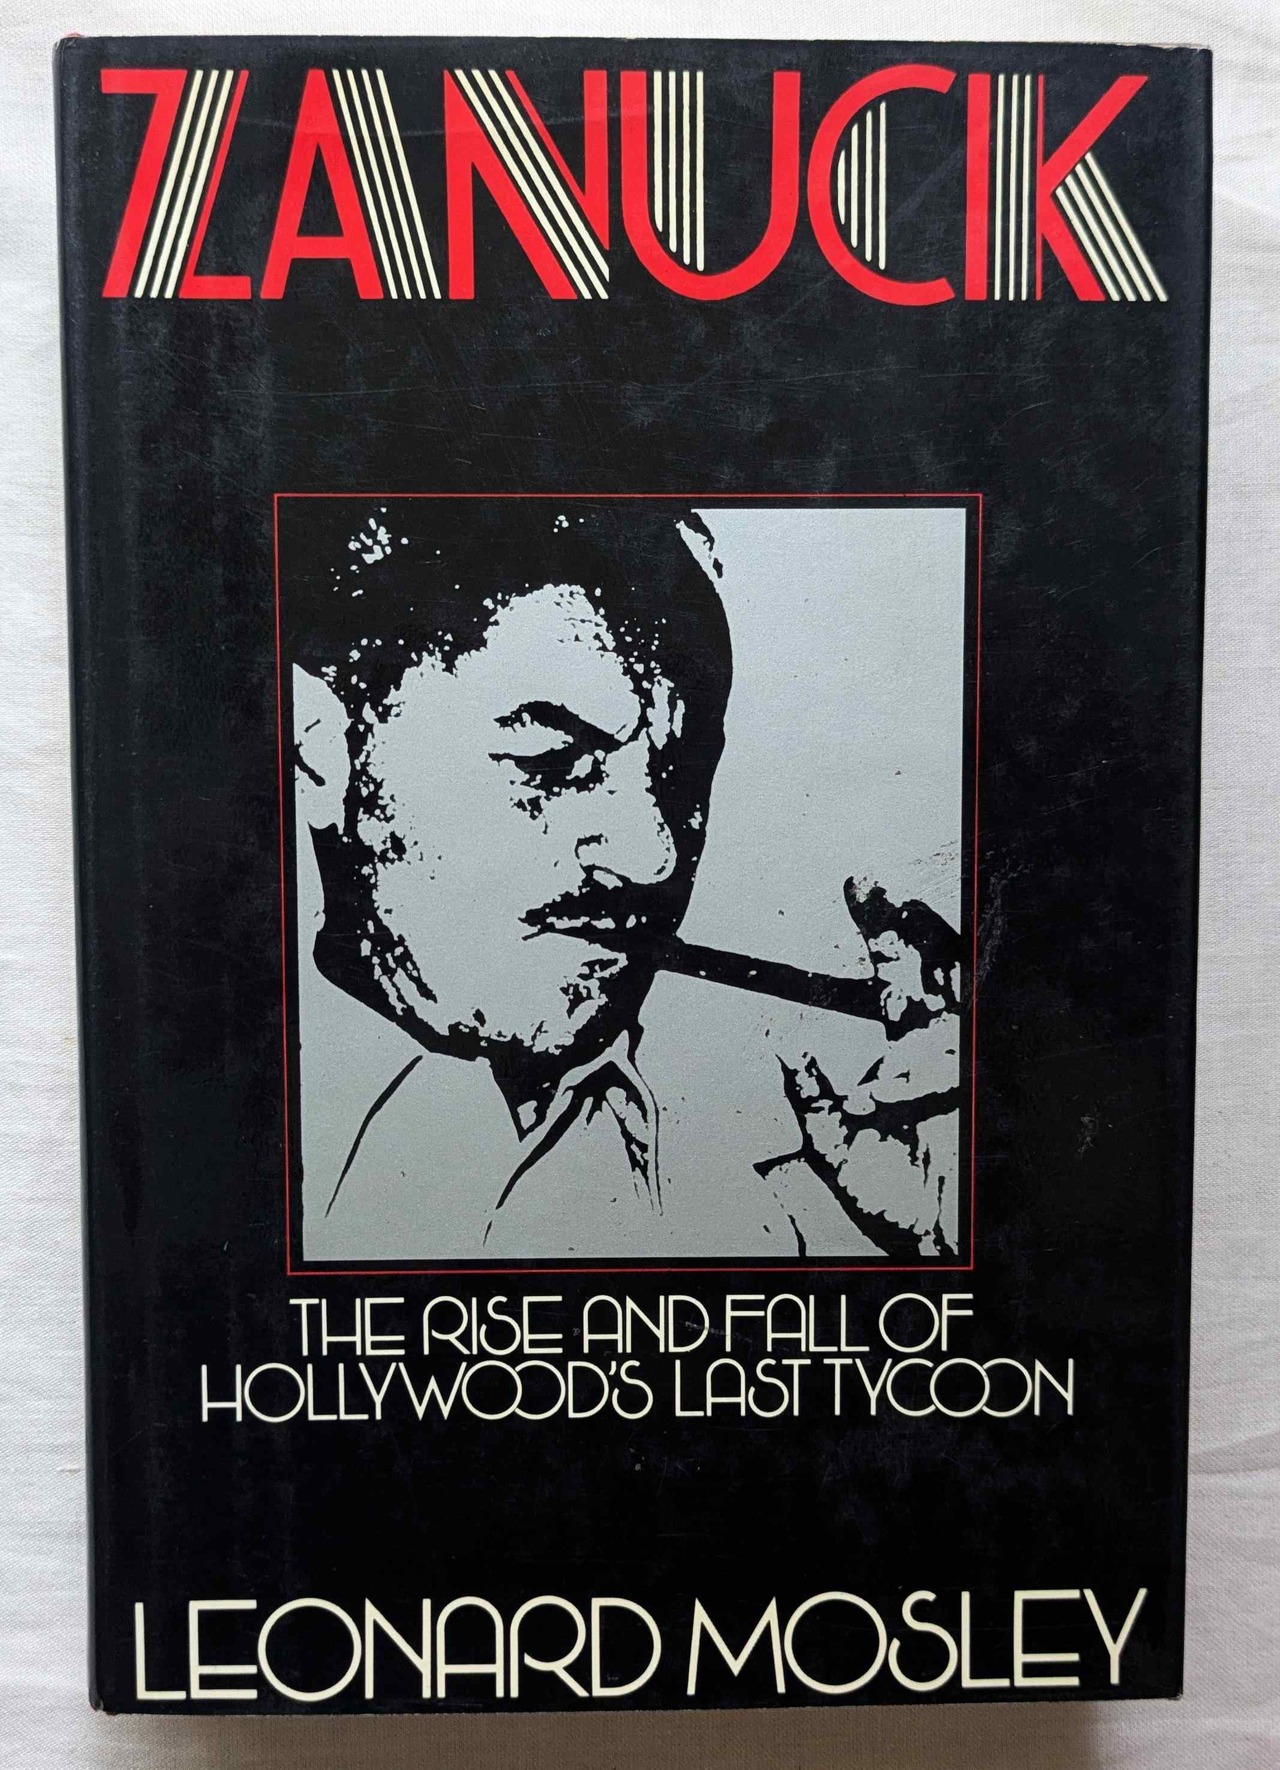 ZANUCK
THE RISE AND FALL OF
HOLLYWOOD'S LAST TYCOON
LEONARD MOSLEY